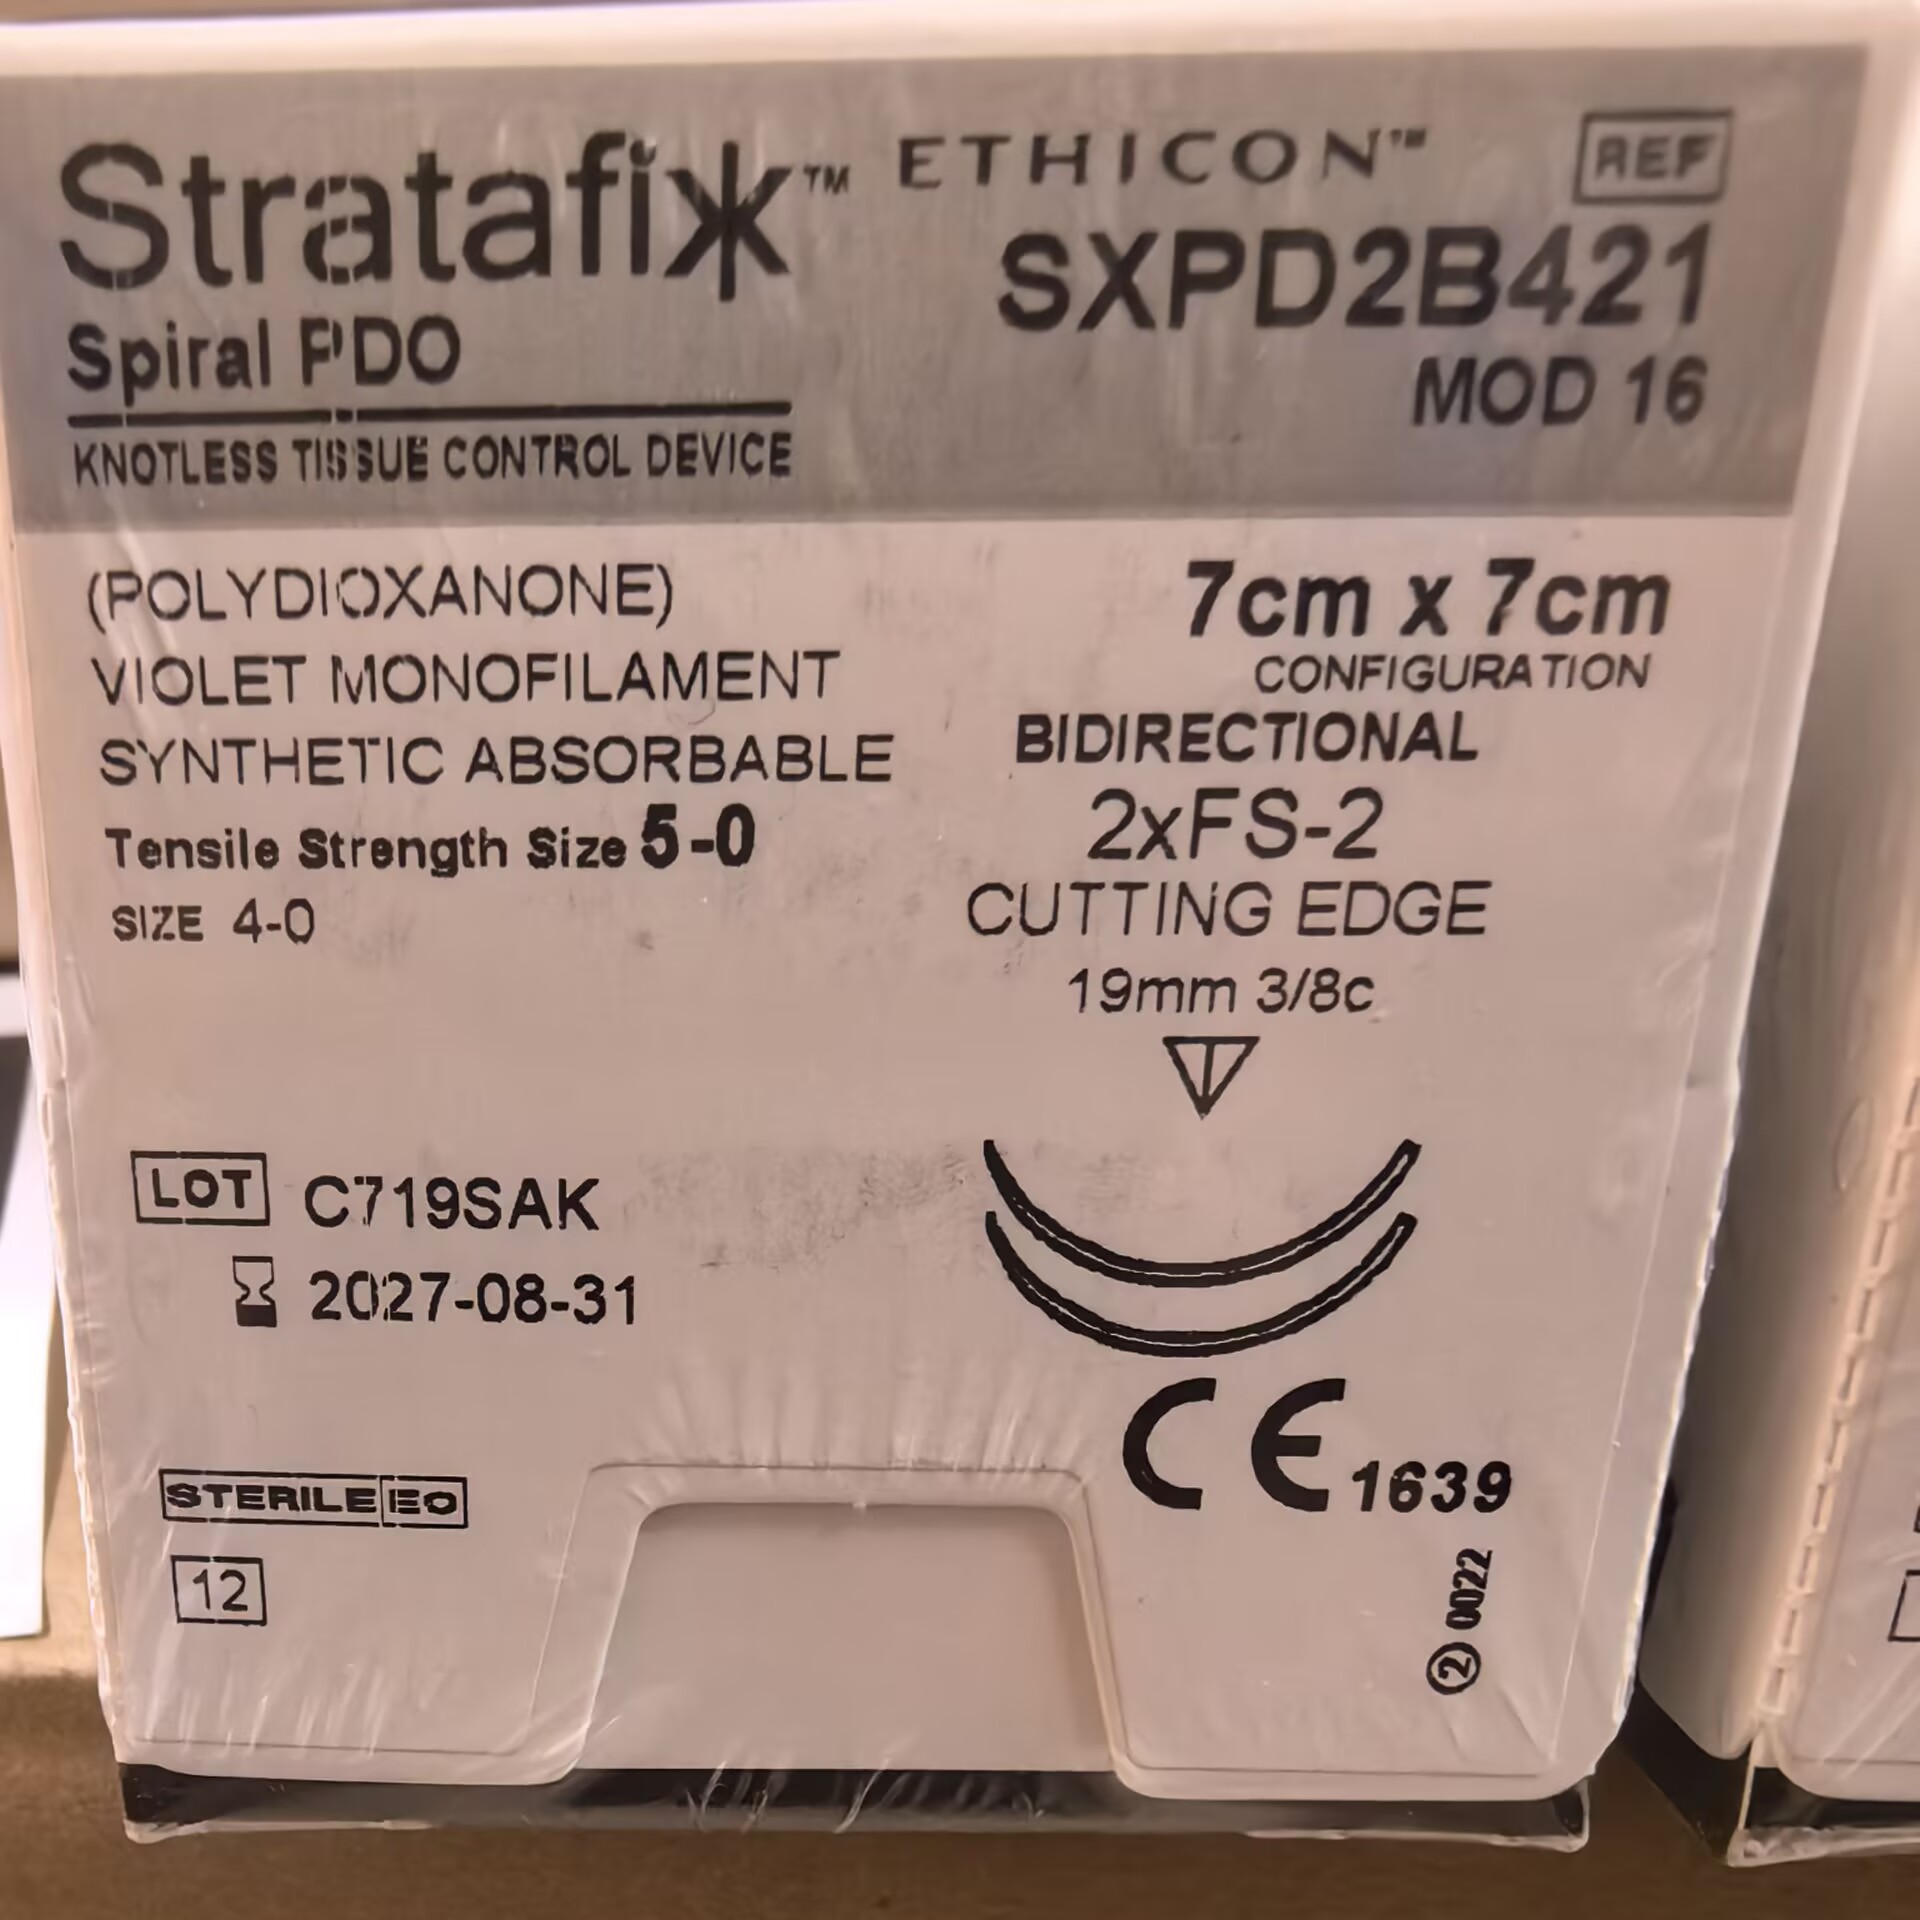 Stratafix™ ETHICON™ REF
SXPD2B421
Spiral PDO
MOD 16
KNOTLESS TISSUE CONTROL DEVICE
(POLYDIOXANONE)
VIOLET MONOFILAMENT
SYNTHETIC ABSORBABLE
Tensile Strength Size 5-0
SIZE 4-0
7cm x 7cm
CONFIGURATION
BIDIRECTIONAL
2xFS-2
CUTTING EDGE
19mm 3/8c
LOT C719SAK
2027-08-31
STERILE EO
12
CE 1639
2 0022